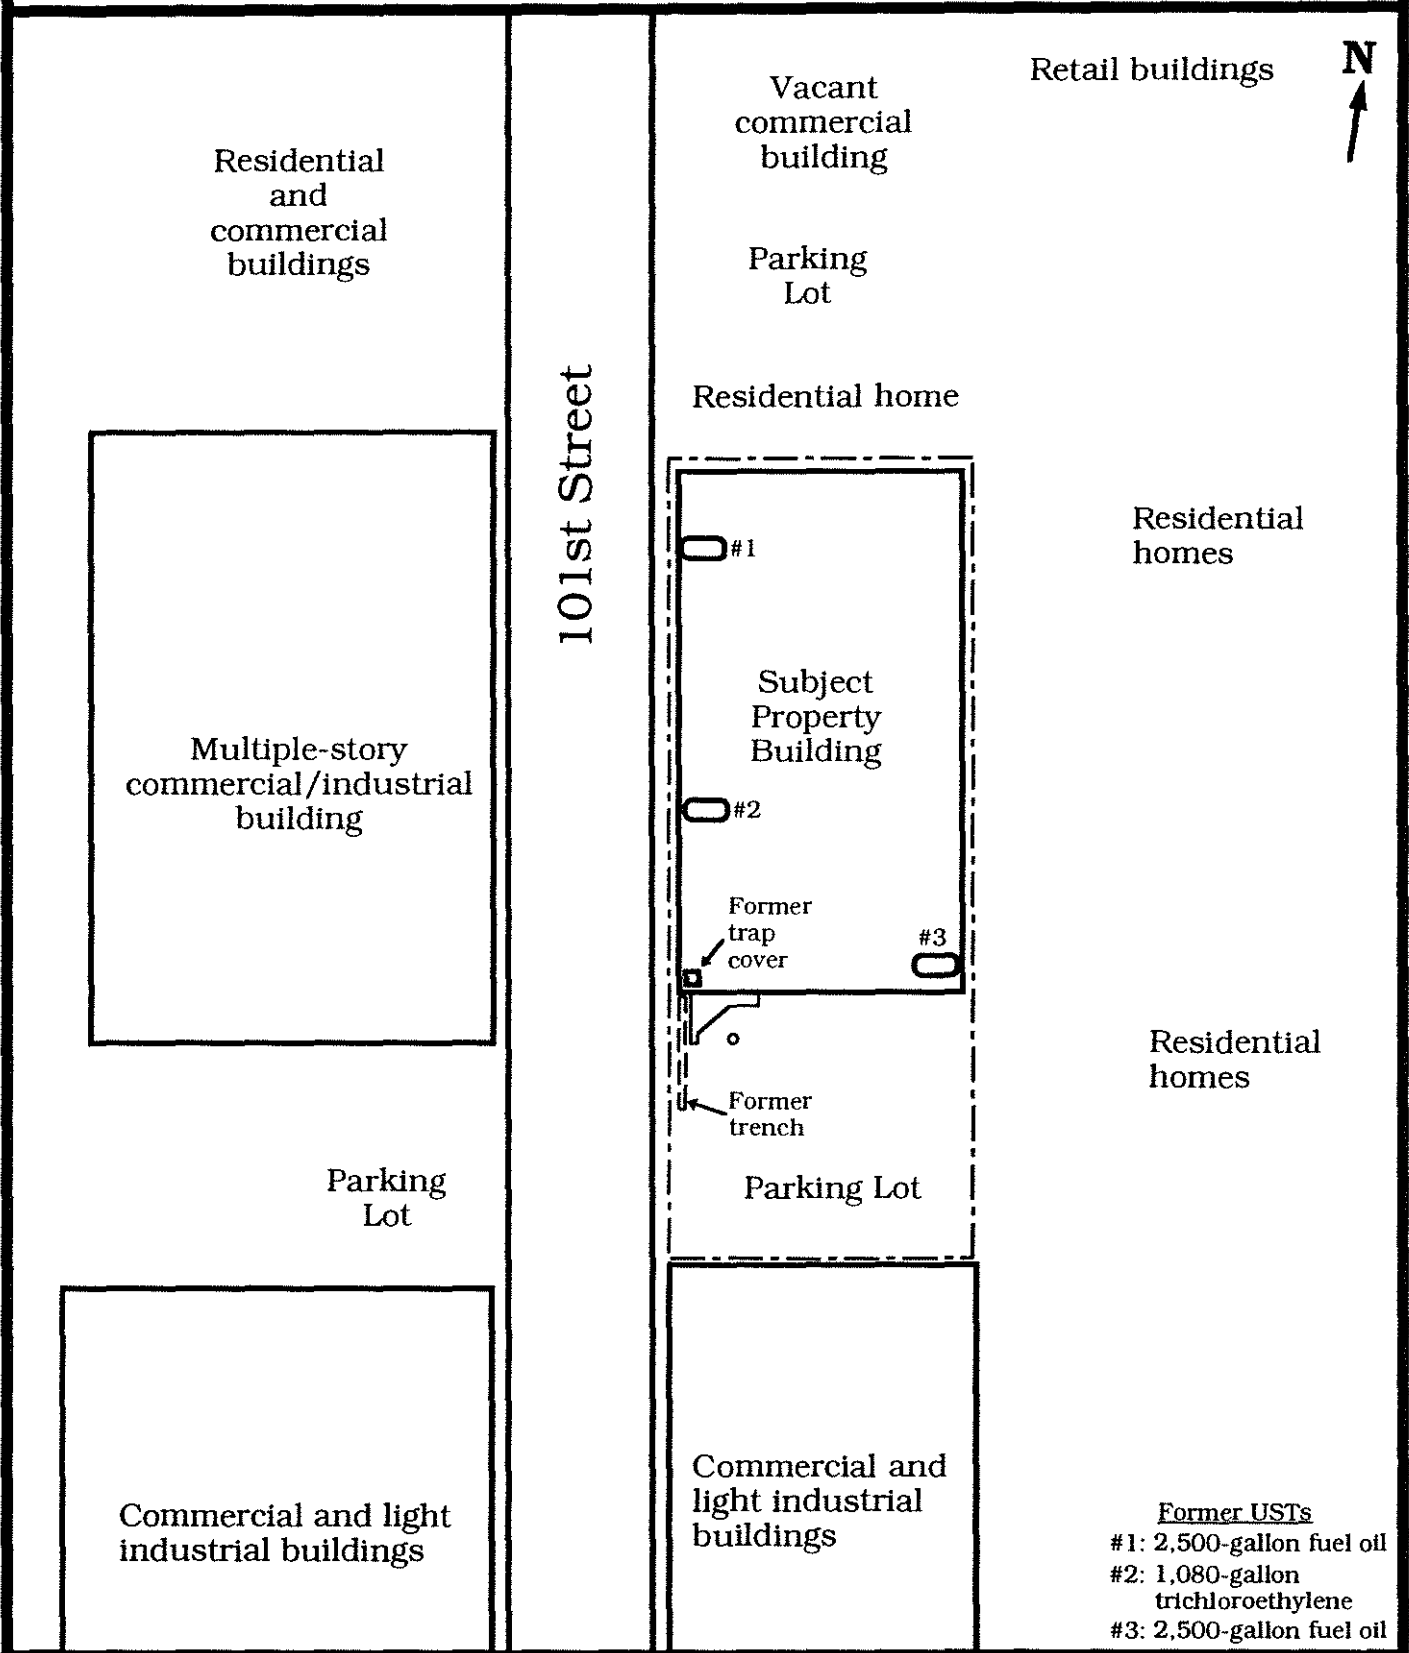 Retail buildings
N
Vacant
commercial
building
Residential
and
commercial
buildings
Parking
Lot
101st Street
Residential home
#1
Residential
homes
Subject
Property
Building
Multiple-story
commercial/industrial
building
#2
Former
trap
cover
#3
Residential
homes
Former
trench
Parking
Lot
Parking Lot
Commercial and light
industrial buildings
Commercial and
light industrial
buildings
Former USTs
#1: 2,500-gallon fuel oil
#2: 1,080-gallon
trichloroethylene
#3: 2,500-gallon fuel oil